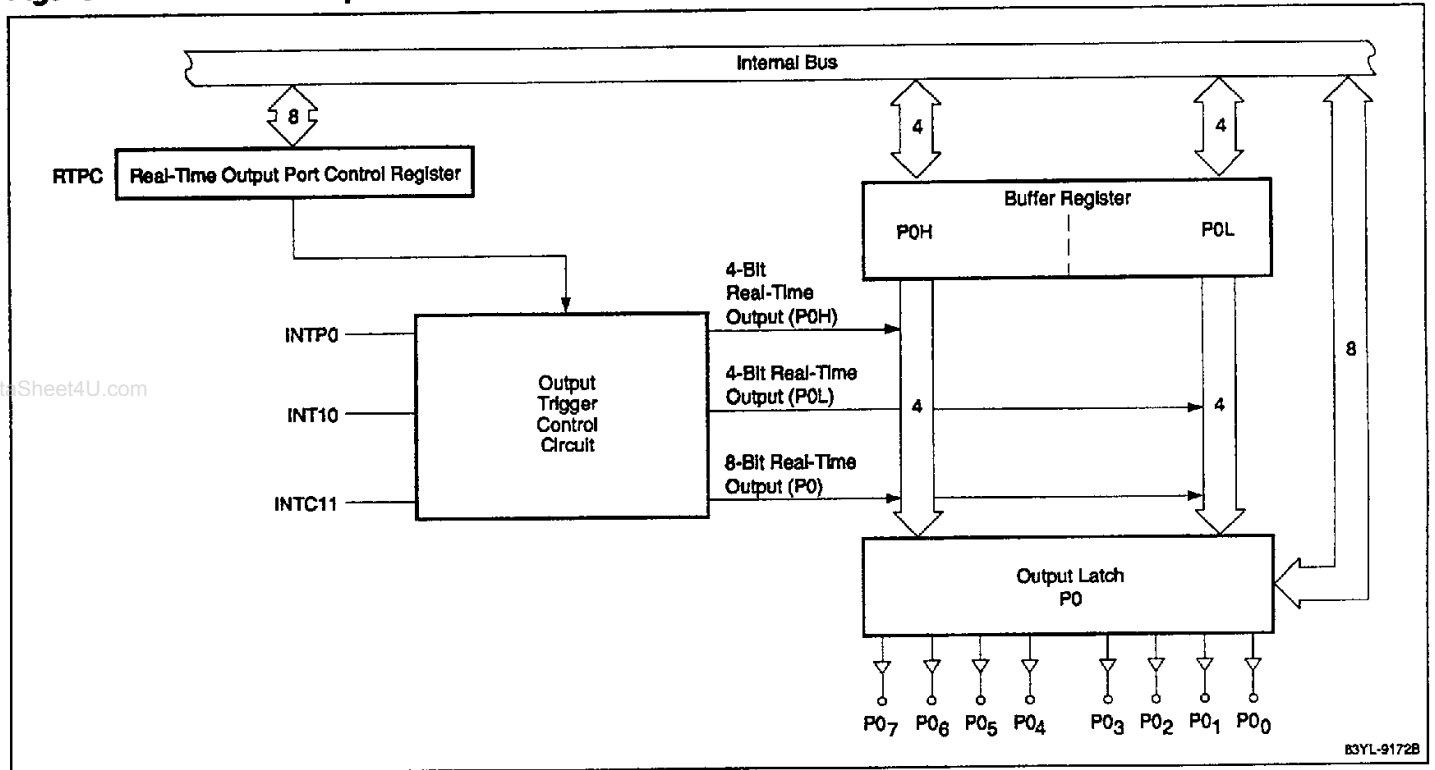 Internal Bus
8
4
4
RTPC
Real-Time Output Port Control Register
Buffer Register
P0H
P0L
4-Bit
Real-Time
Output (P0H)
INTP0
8
taSheet4U.com
Output
Trigger
Control
Circuit
4-Bit Real-Time
Output (P0L)
4
4
INT10
8-Bit Real-Time
Output (P0)
INTC11
Output Latch
P0
P07 P06 P05 P04 P03 P02 P01 P00
83YL-9172B